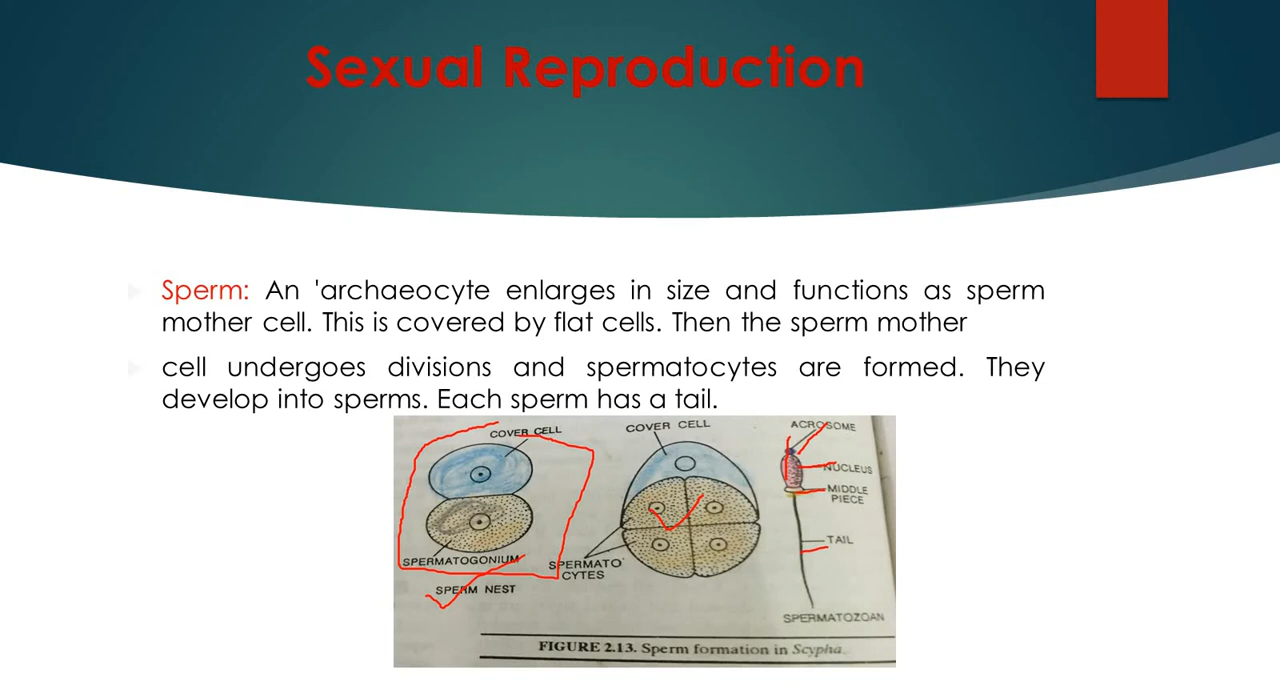 Sexual Reproduction
Sperm: An 'archaeocyte enlarges in size and functions as sperm
mother cell. This is covered by flat cells. Then the sperm mother
cell undergoes divisions and spermatocytes are formed. They
develop into sperms. Each sperm has a tail.
COVER CELL
SPERMATOGONIUM
SPERM NEST
COVER CELL
SPERMATO
CYTES
ACROSOME
NUCLEUS
MIDDLE
PIECE
TAIL
SPERMATOZOAN
FIGURE 2.13. Sperm formation in Scypha.